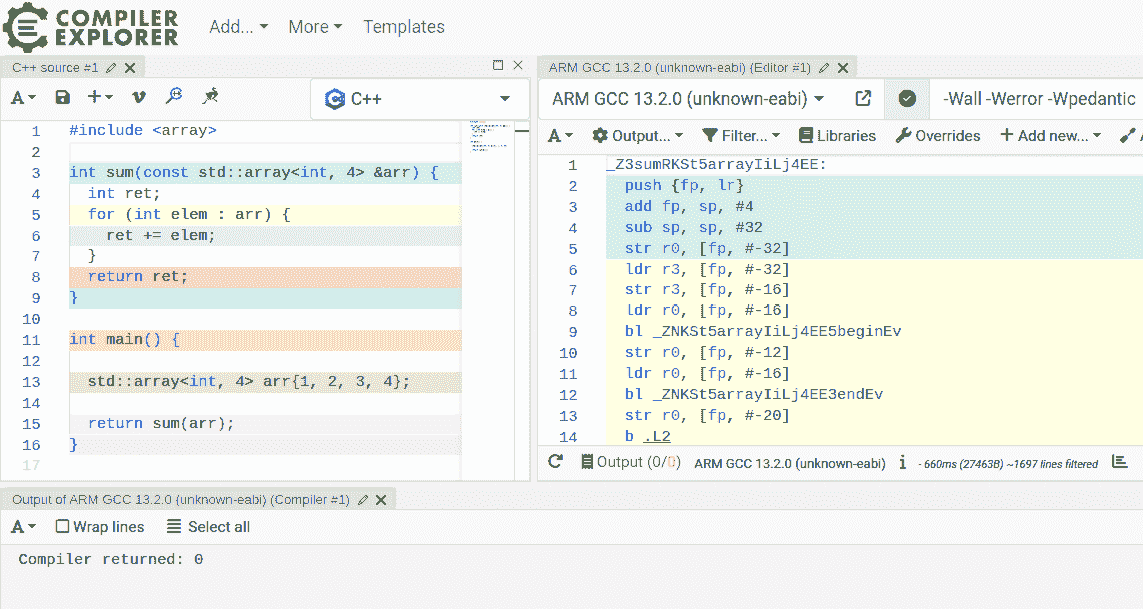 COMPILER
EXPLORER
Add... More Templates
C++ source #1
A
C++
1 #include <array>
2
3 int sum(const std::array<int, 4> &arr) {
4 int ret;
5 for (int elem : arr) {
6 ret += elem;
7 }
8 return ret;
9 }
10
11 int main() {
12
13 std::array<int, 4> arr{1, 2, 3, 4};
14
15 return sum(arr);
16 }
17
ARM GCC 13.2.0 (unknown-eabi) (Editor #1)
ARM GCC 13.2.0 (unknown-eabi) -Wall -Werror -Wpedantic
A Output... Filter... Libraries Overrides + Add new... A
1 _Z3sumRKSt5arrayIiLj4EE:
2 push {fp, lr}
3 add fp, sp, #4
4 sub sp, sp, #32
5 str r0, [fp, #-32]
6 ldr r3, [fp, #-32]
7 str r3, [fp, #-16]
8 ldr r0, [fp, #-16]
9 bl _ZNKSt5arrayIiLj4EE5beginEv
10 str r0, [fp, #-12]
11 ldr r0, [fp, #-16]
12 bl _ZNKSt5arrayIiLj4EE3endEv
13 str r0, [fp, #-20]
14 b .L2
Output (0/0) ARM GCC 13.2.0 (unknown-eabi) i - 660ms (27463B) ~1697 lines filtered
Output of ARM GCC 13.2.0 (unknown-eabi) (Compiler #1)
A Wrap lines Select all
Compiler returned: 0